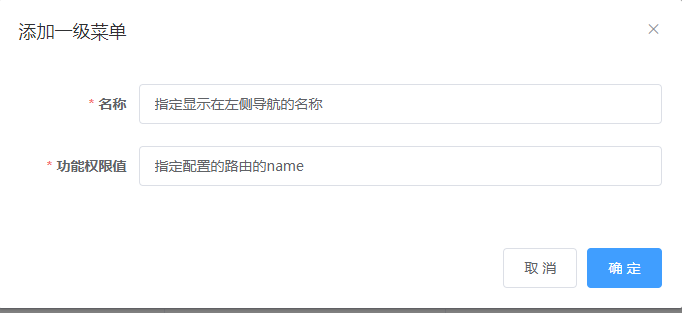 添加一级菜单
* 名称
指定显示在左侧导航的名称
* 功能权限值
指定配置的路由的name
取 消
确 定